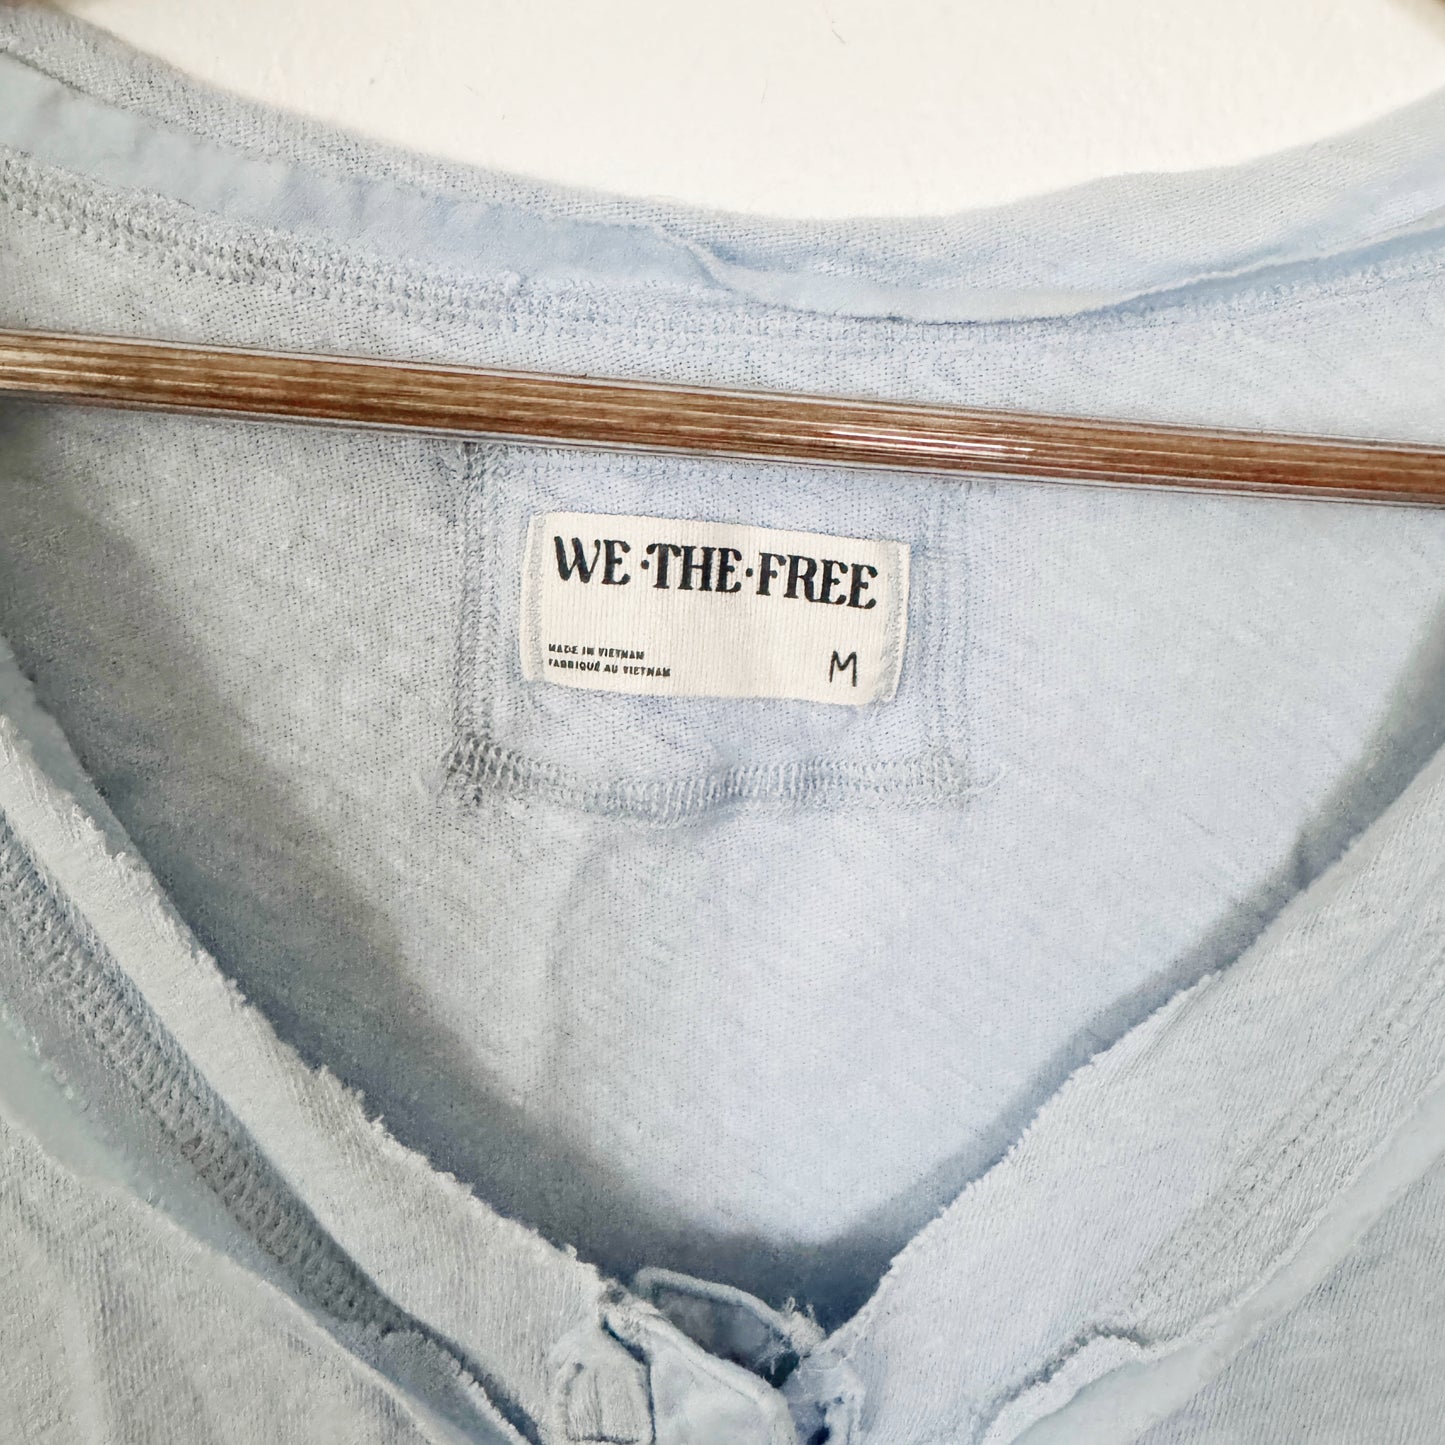 WE·THE·FREE
MADE IN VIETNAM
FABRIQUÉ AU VIETNAM
M